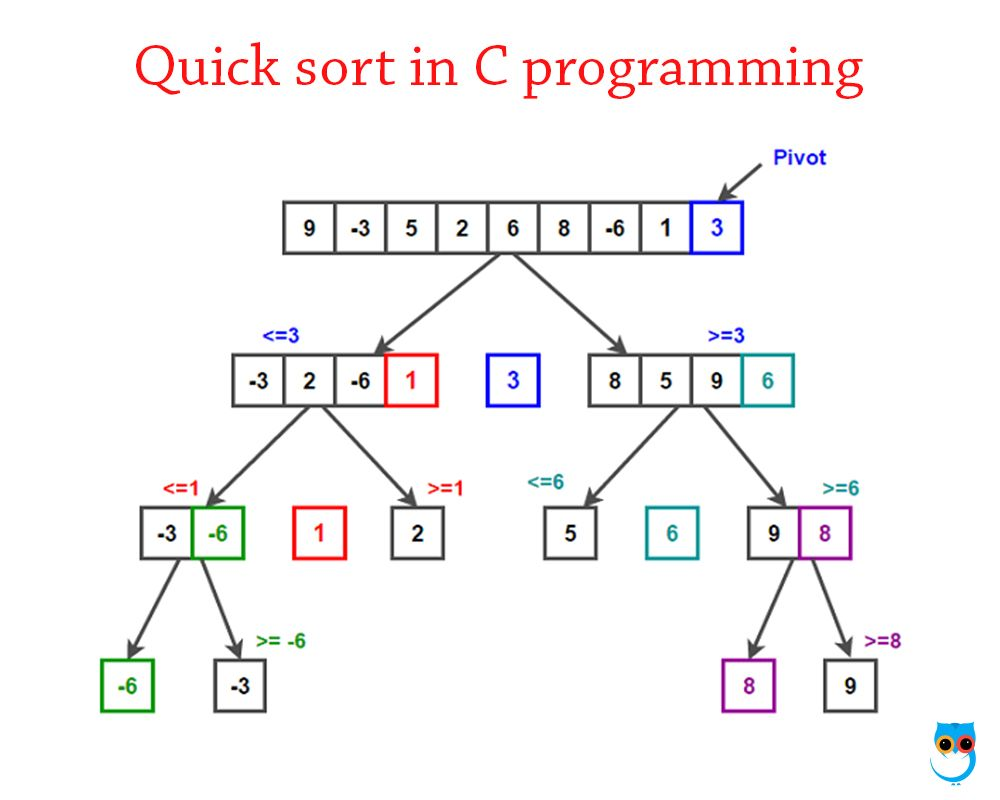 Quick sort in C programming
Pivot
9 -3 5 2 6 8 -6 1 3
<=3 >=3
-3 2 -6 1 3 8 5 9 6
<=1 >=1 <=6 >=6
-3 -6 1 2 5 6 9 8
>= -6 >=8
-6 -3 8 9